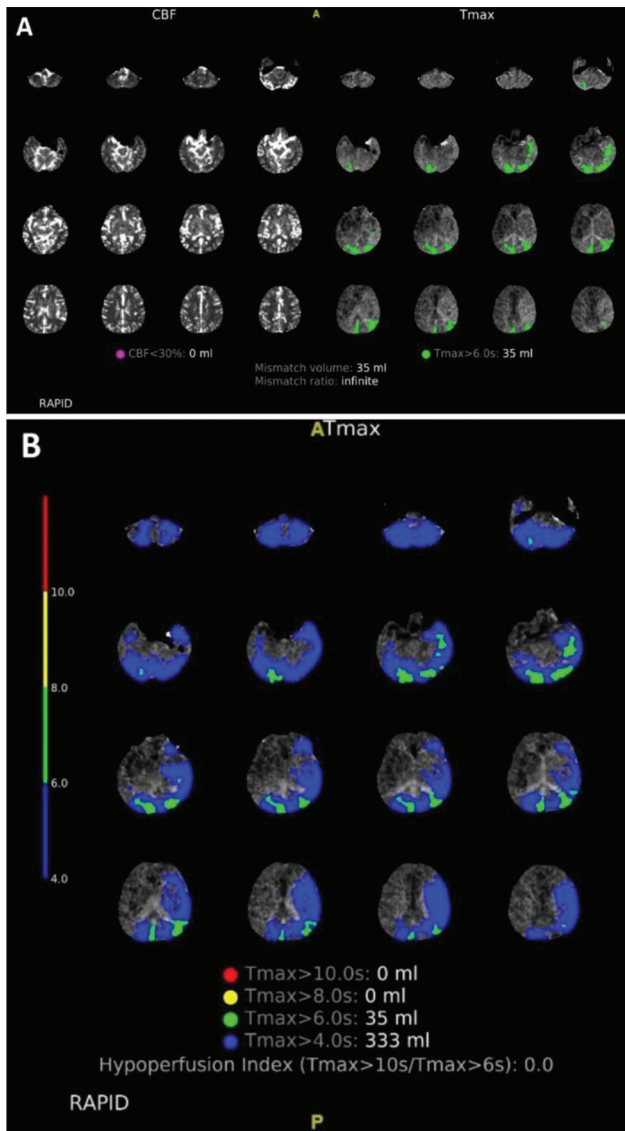 A
CBF
A
Tmax
CBF<30%: 0 ml
Tmax>6.0s: 35 ml
Mismatch volume: 35 ml
Mismatch ratio: infinite
RAPID
B
ATmax
10.0
8.0
6.0
4.0
Tmax>10.0s: 0 ml
Tmax>8.0s: 0 ml
Tmax>6.0s: 35 ml
Tmax>4.0s: 333 ml
Hypoperfusion Index (Tmax>10s/Tmax>6s): 0.0
RAPID
P